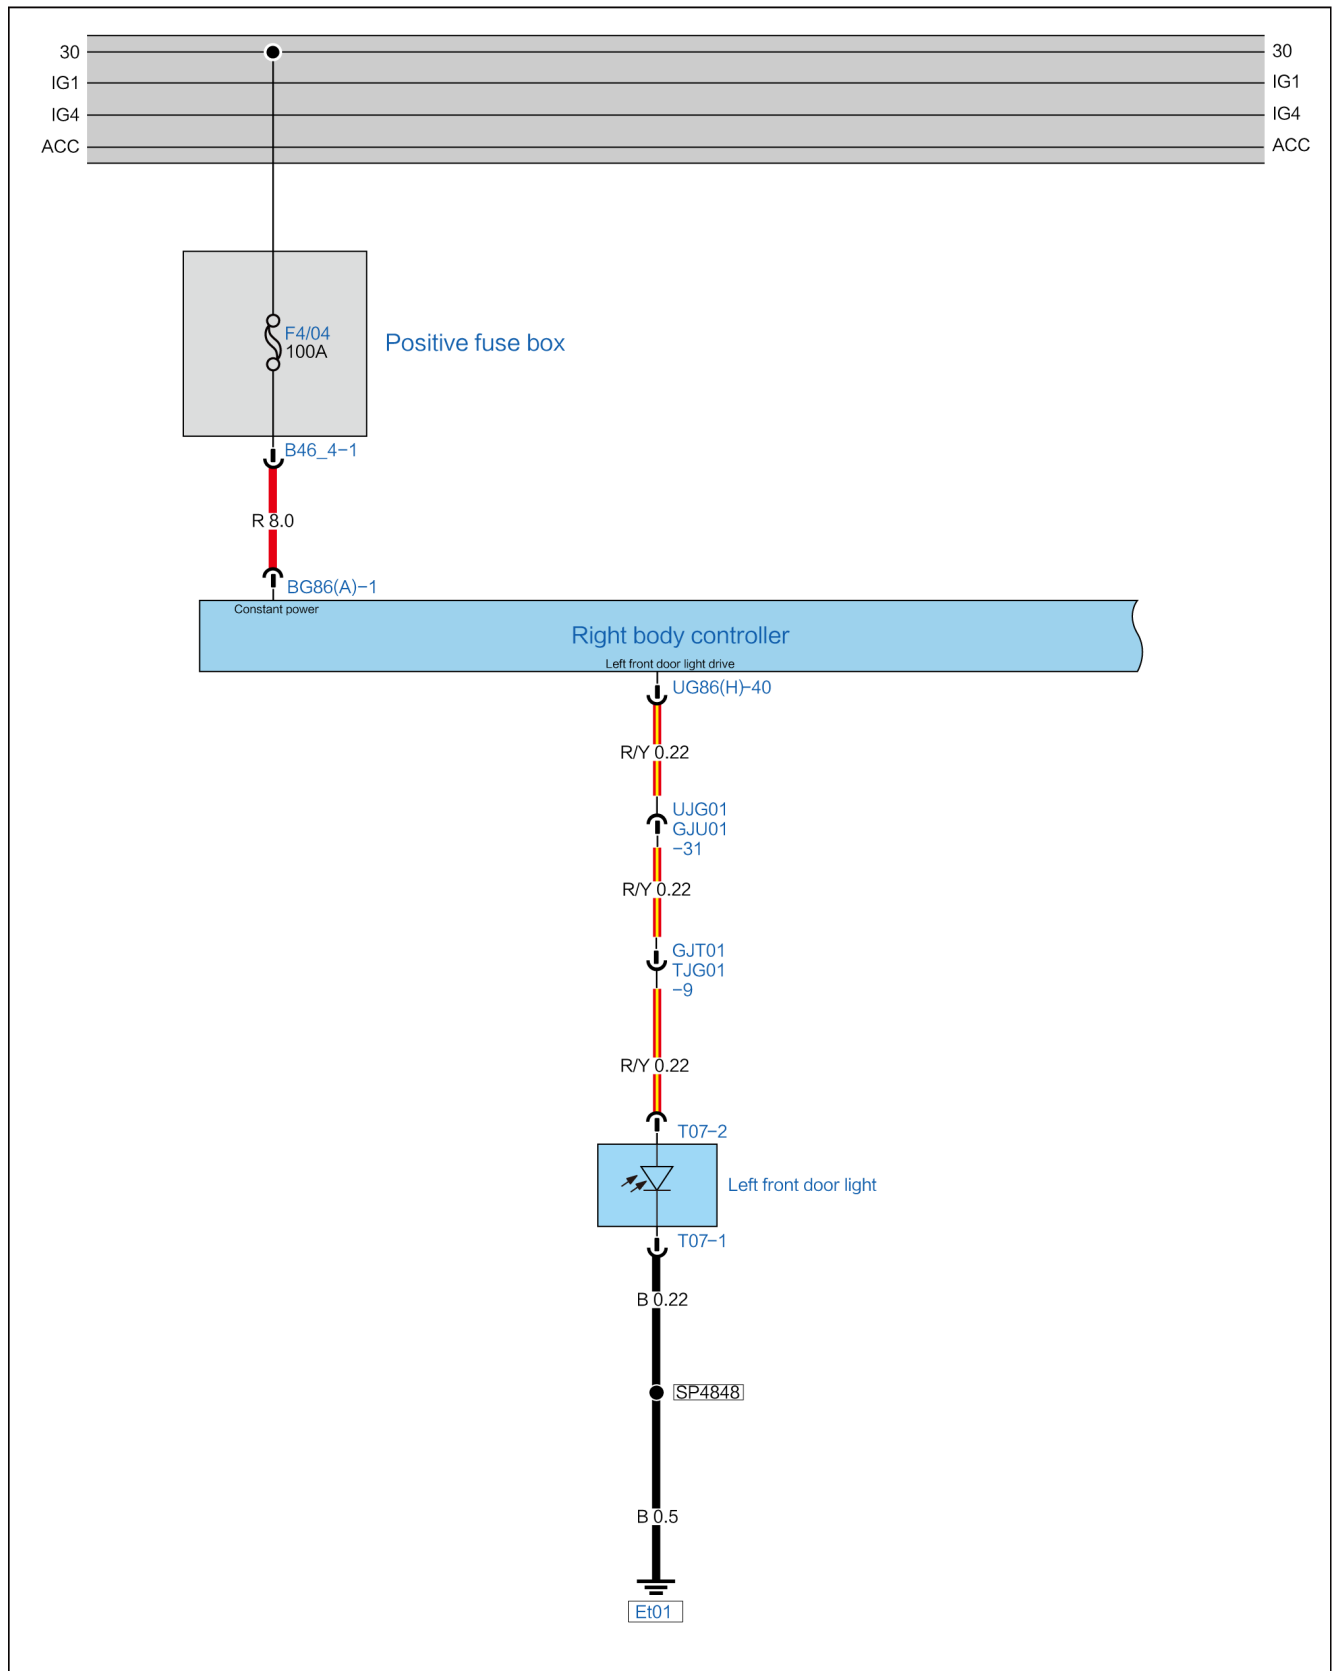 30
30
IG1
IG1
IG4
IG4
ACC
ACC
F4/04
100A
Positive fuse box
B46_4-1
R 8.0
BG86(A)-1
Constant power
Right body controller
Left front door light drive
UG86(H)-40
R/Y 0.22
UJG01
GJU01
-31
R/Y 0.22
GJT01
TJG01
-9
R/Y 0.22
T07-2
Left front door light
T07-1
B 0.22
SP4848
B 0.5
Et01